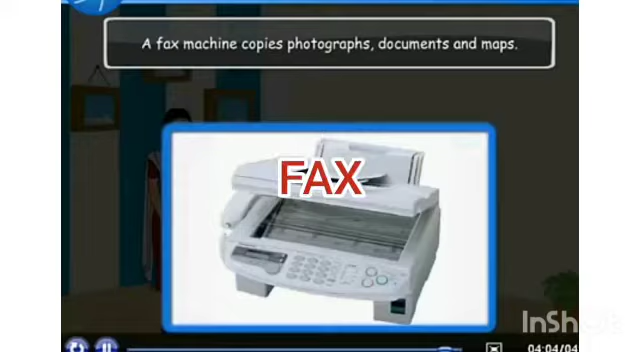 A fax machine copies photographs, documents and maps.
FAX
InShot
04:04/04